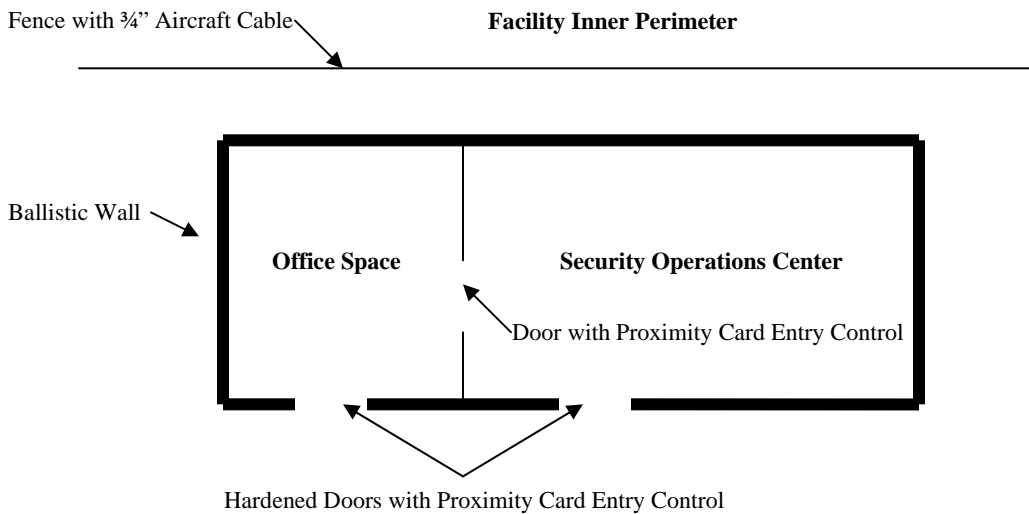 Fence with ¾” Aircraft Cable
Facility Inner Perimeter
Ballistic Wall
Office Space
Security Operations Center
Door with Proximity Card Entry Control
Hardened Doors with Proximity Card Entry Control